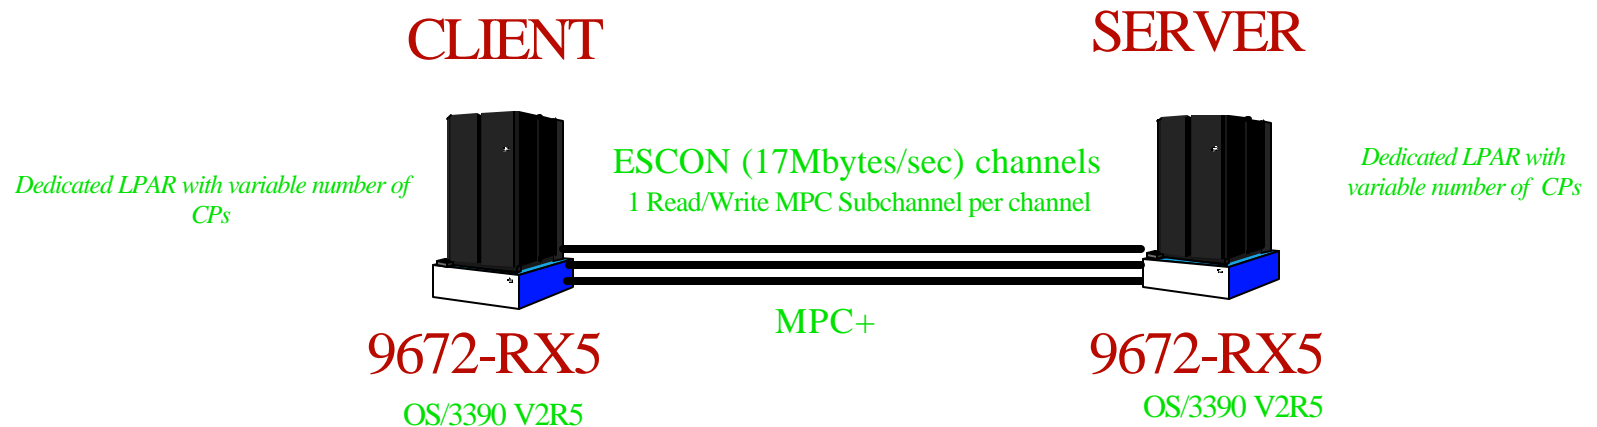 CLIENT
SERVER
Dedicated LPAR with variable number of
CPs
ESCON (17Mbytes/sec) channels
1 Read/Write MPC Subchannel per channel
Dedicated LPAR with
variable number of CPs
MPC+
9672-RX5
OS/3390 V2R5
9672-RX5
OS/3390 V2R5